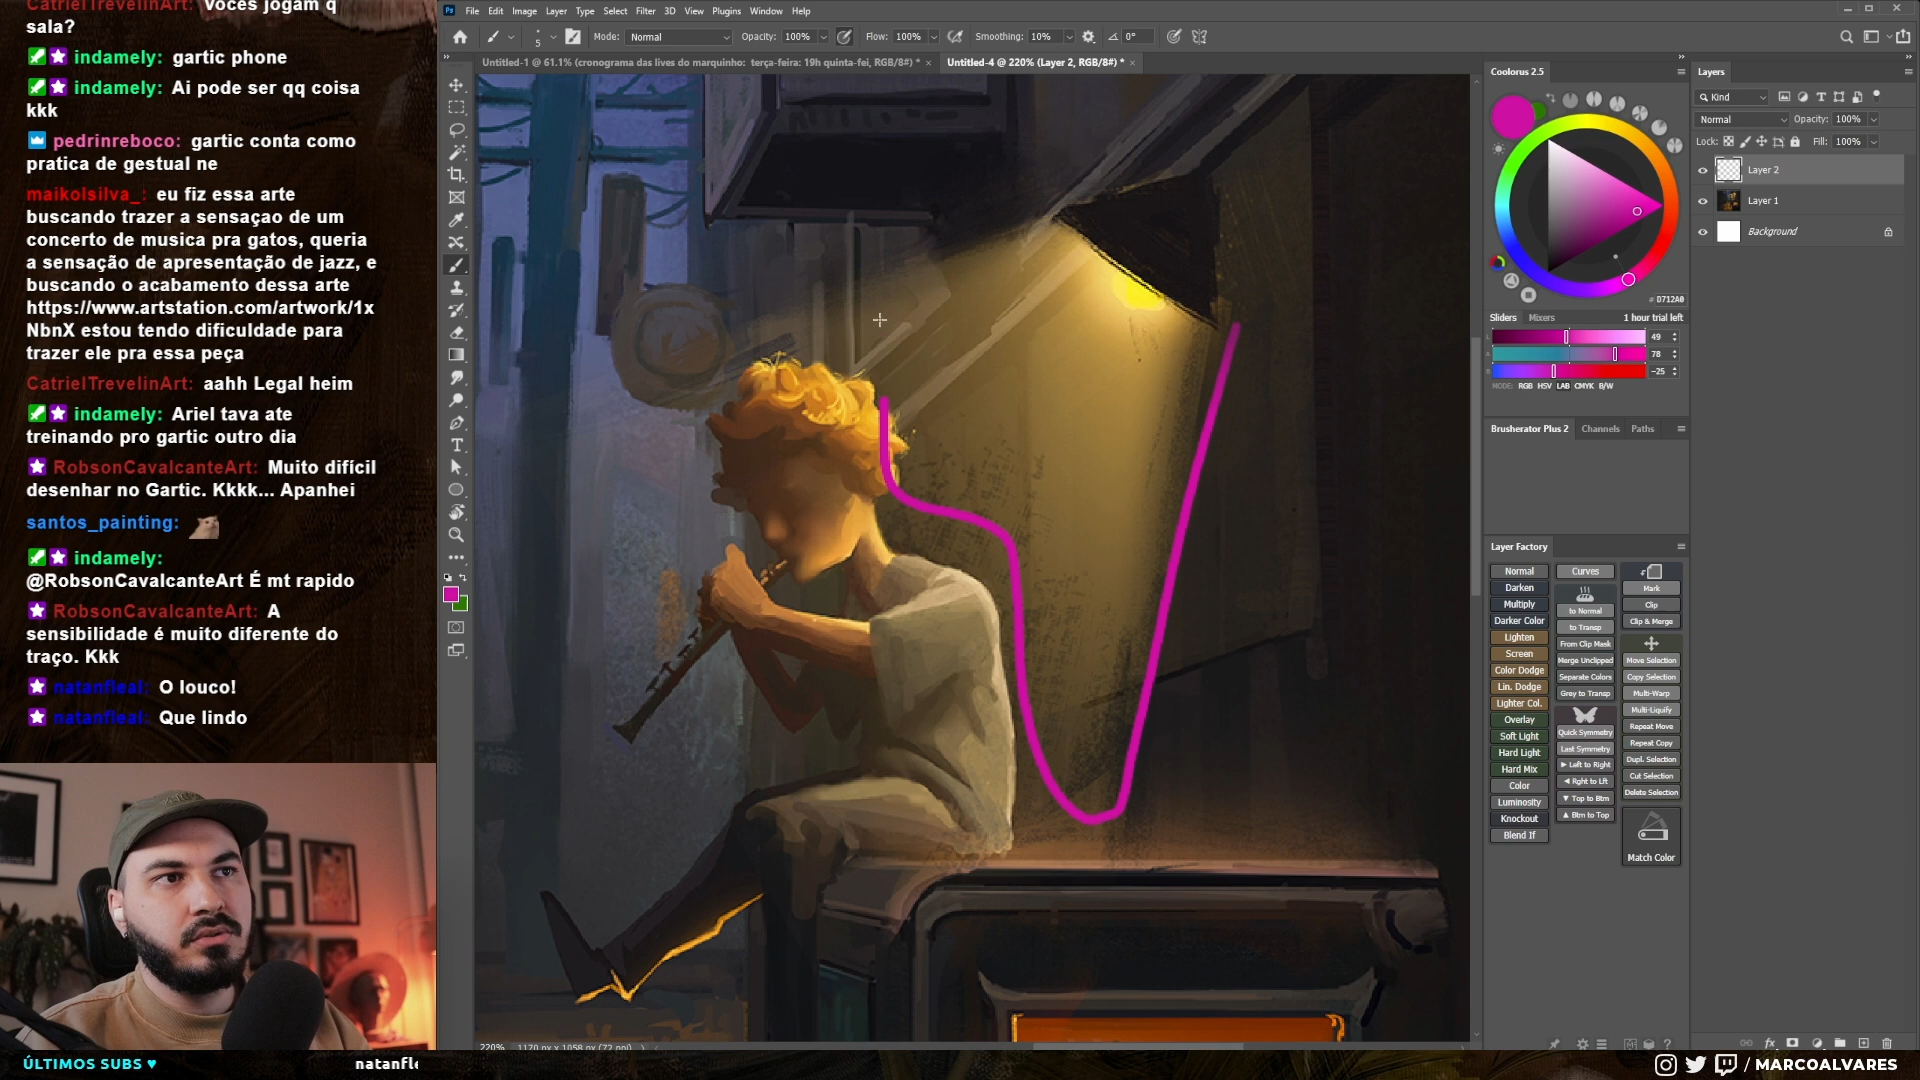 CatrielTrevelinArt: Voces jogam q
sala?
indamely: gartic phone
indamely: Ai pode ser qq coisa
kkk
pedrinreboco: gartic conta como
pratica de gestual ne
maikolsilva_: eu fiz essa arte
buscando trazer a sensaçao de um
concerto de musica pra gatos, queria
a sensação de apresentação de jazz, e
buscando o acabamento dessa arte
https://www.artstation.com/artwork/1x
NbnX estou tendo dificuldade para
trazer ele pra essa peça
CatrielTrevelinArt: aahh Legal heim
indamely: Ariel tava ate
treinando pro gartic outro dia
RobsonCavalcanteArt: Muito difícil
desenhar no Gartic. Kkkk... Apanhei
santos_painting:
indamely:
@RobsonCavalcanteArt É mt rapido
RobsonCavalcanteArt: A
sensibilidade é muito diferente do
traço. Kkk
natanfleal: O louco!
natanfleal: Que lindo
ÚLTIMOS SUBS ♥
natanfle
Ps File Edit Image Layer Type Select Filter 3D View Plugins Window Help
5 Mode: Normal Opacity: 100% Flow: 100% Smoothing: 10% 0°
Untitled-1 @ 61.1% (cronograma das lives do marquinho: terça-feira: 19h quinta-fei, RGB/8#) * ×
Untitled-4 @ 220% (Layer 2, RGB/8#) * ×
220% 1170 px x 1058 px (72 ppi)
Coolorus 2.5
# D712A0
Sliders Mixers 1 hour trial left
L 49
A 78
B -25
MODE: RGB HSV LAB CMYK B/W
Brusherator Plus 2 Channels Paths
Layer Factory
Normal
Darken
Multiply
Darker Color
Lighten
Screen
Color Dodge
Lin. Dodge
Lighter Col.
Overlay
Soft Light
Hard Light
Hard Mix
Color
Luminosity
Knockout
Blend If
Curves
to Normal
to Transp
From Clip Mask
Merge Unclipped
Separate Colors
Grey to Transp
Quick Symmetry
Last Symmetry
► Left to Right
◄ Rght to Lft
▼ Top to Btm
▲ Btm to Top
Mark
Clip
Clip & Merge
Move Selection
Copy Selection
Multi-Warp
Multi-Liquify
Repeat Move
Repeat Copy
Dupl. Selection
Cut Selection
Delete Selection
Match Color
Layers
Kind
Normal Opacity: 100%
Lock: Fill: 100%
Layer 2
Layer 1
Background
/ MARCOALVARES